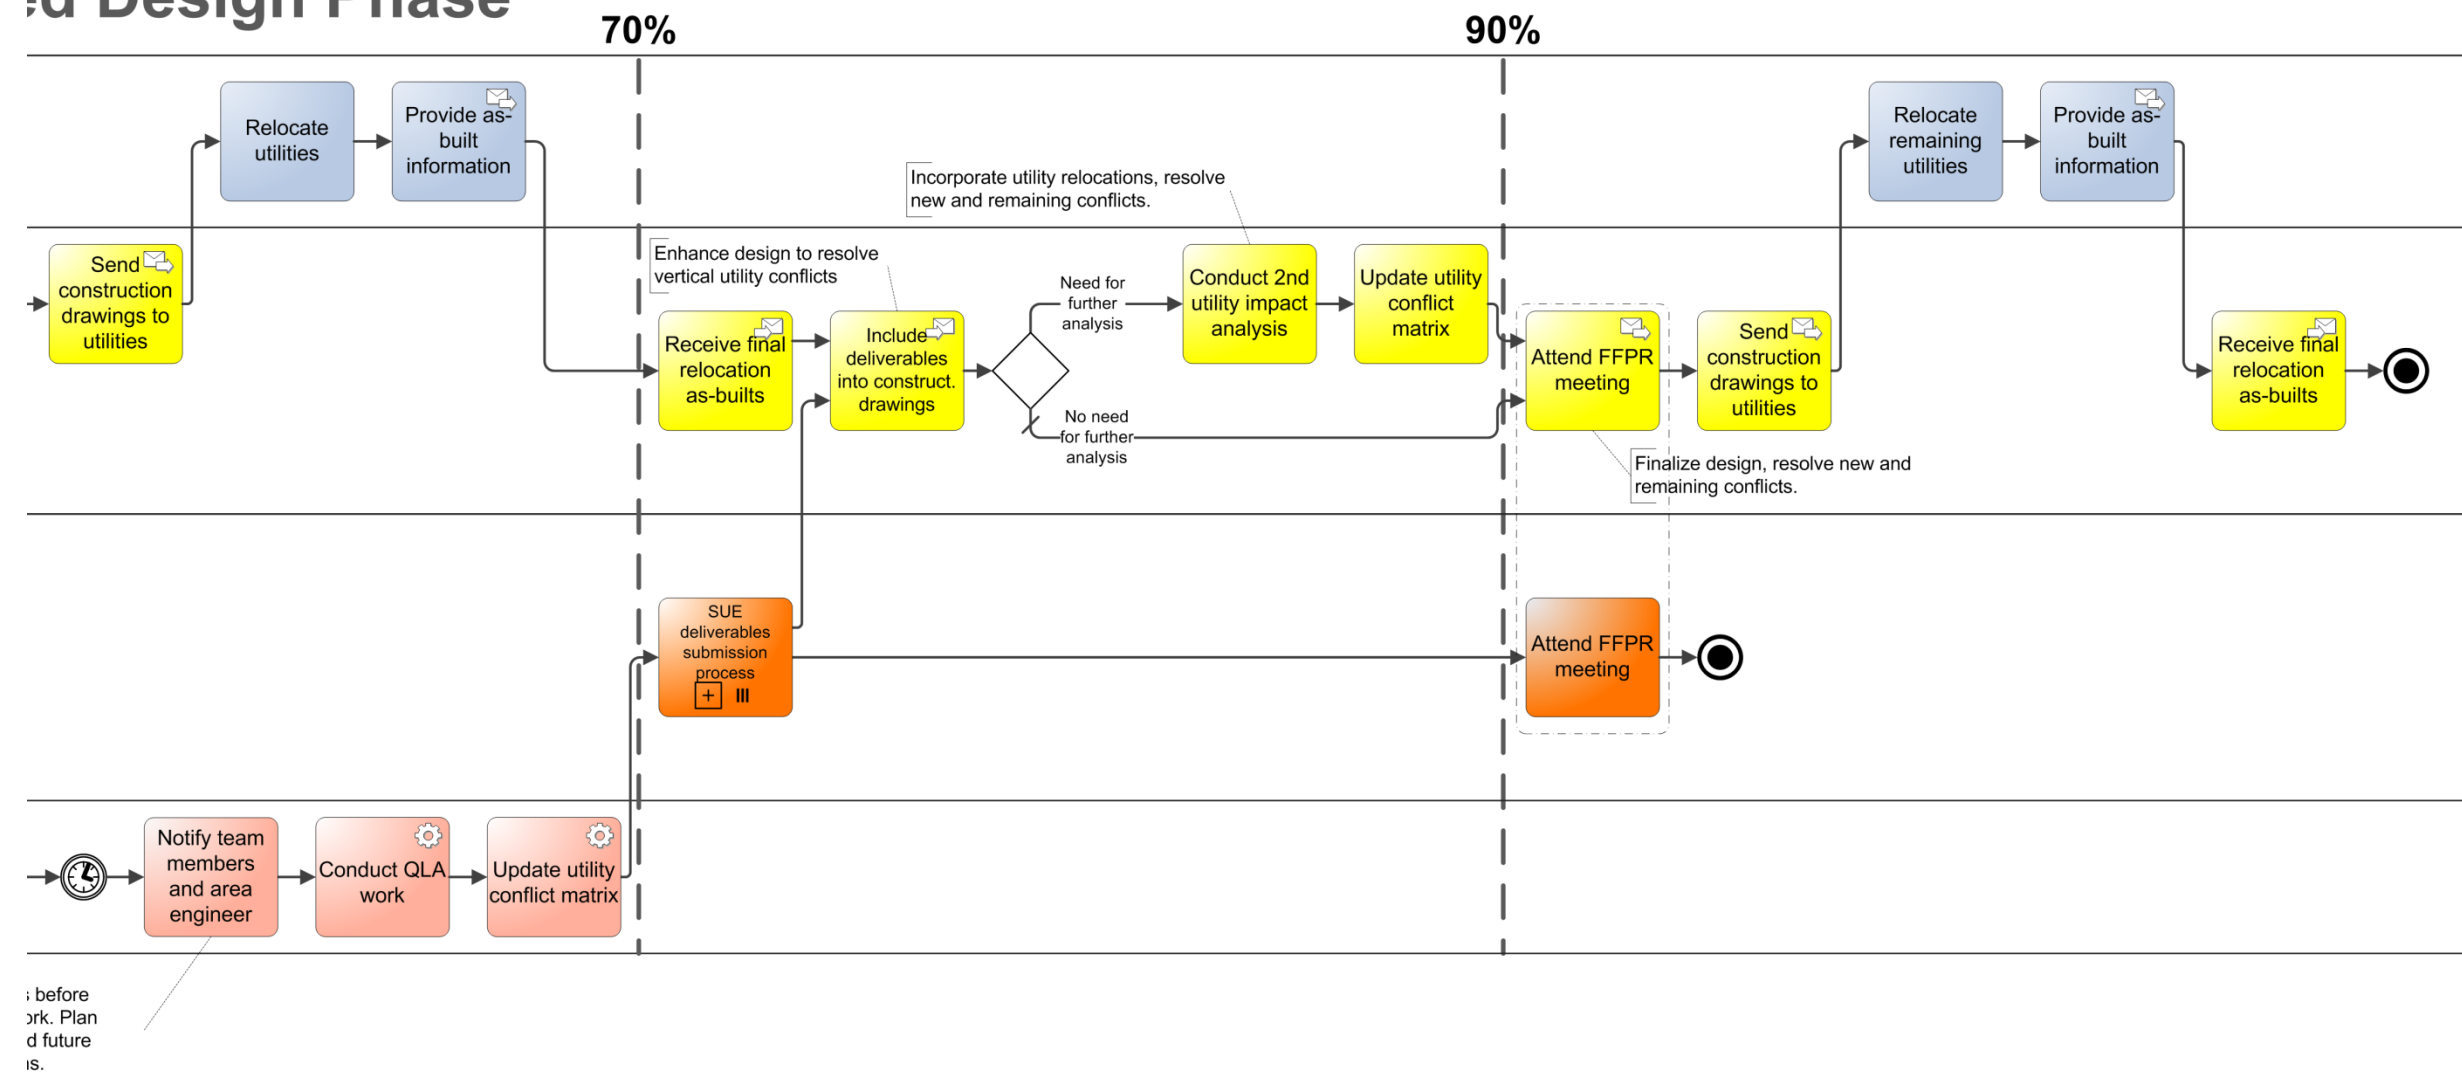 Design Phase
70%
90%
Relocate
utilities
Provide as-
built
information
Relocate
remaining
utilities
Provide as-
built
information
Incorporate utility relocations, resolve
new and remaining conflicts.
Enhance design to resolve
vertical utility conflicts
Send
construction
drawings to
utilities
Receive final
relocation
as-builts
Include
deliverables
into construct.
drawings
Need for
further
analysis
No need
for further
analysis
Conduct 2nd
utility impact
analysis
Update utility
conflict
matrix
Attend FFPR
meeting
Send
construction
drawings to
utilities
Receive final
relocation
as-builts
Finalize design, resolve new and
remaining conflicts.
SUE
deliverables
submission
process
Attend FFPR
meeting
Notify team
members
and area
engineer
Conduct QLA
work
Update utility
conflict matrix
before
Plan
future